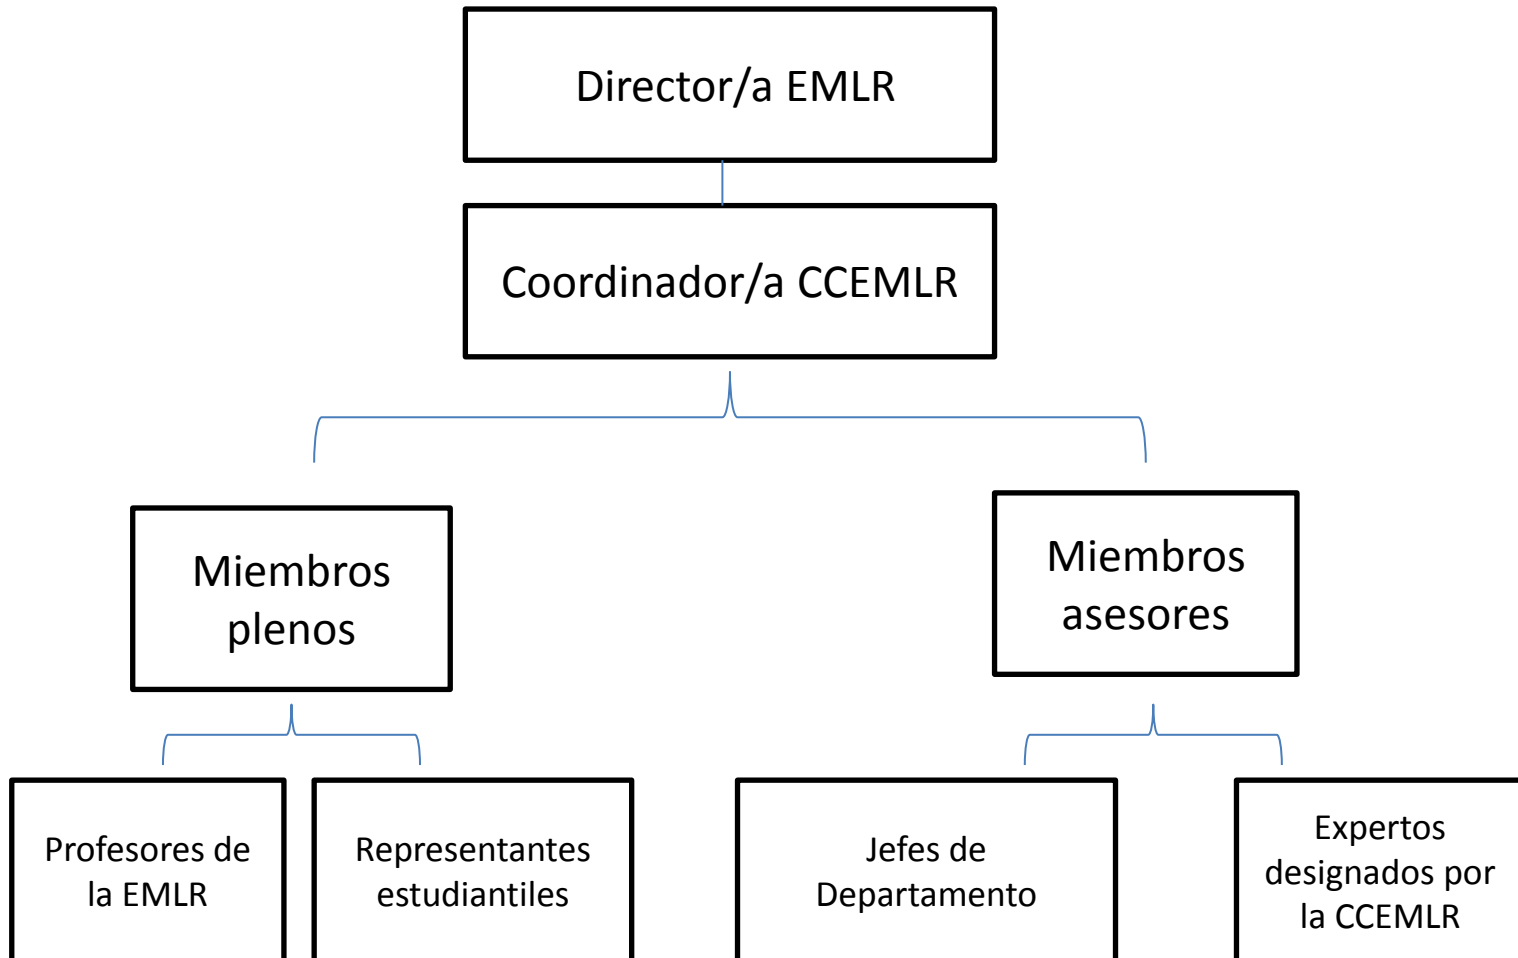 Director/a EMLR
Coordinador/a CCEMLR
Miembros
plenos
Miembros
asesores
Profesores de
la EMLR
Representantes
estudiantiles
Jefes de
Departamento
Expertos
designados por
la CCEMLR